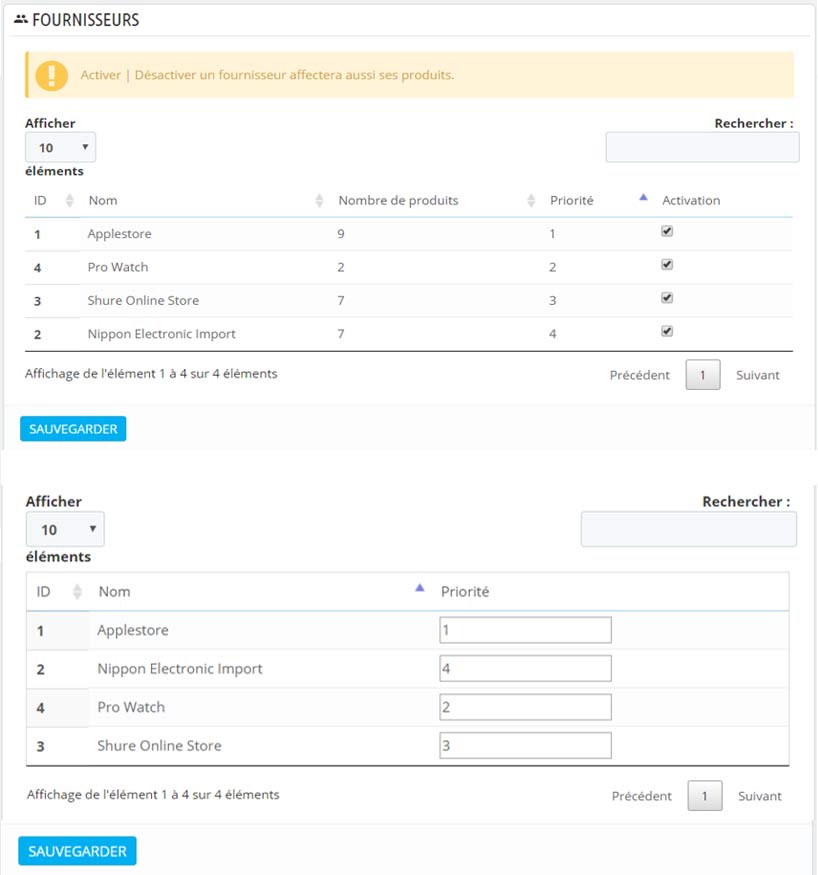 FOURNISSEURS
Activer | Désactiver un fournisseur affectera aussi ses produits.
Afficher Rechercher :
10
éléments
ID Nom Nombre de produits Priorité Activation
1 Applestore 9 1
4 Pro Watch 2 2
3 Shure Online Store 7 3
2 Nippon Electronic Import 7 4
Affichage de l'élément 1 à 4 sur 4 éléments Précédent 1 Suivant
SAUVEGARDER
Afficher Rechercher :
10
éléments
ID Nom Priorité
1 Applestore 1
2 Nippon Electronic Import 4
4 Pro Watch 2
3 Shure Online Store 3
Affichage de l'élément 1 à 4 sur 4 éléments Précédent 1 Suivant
SAUVEGARDER